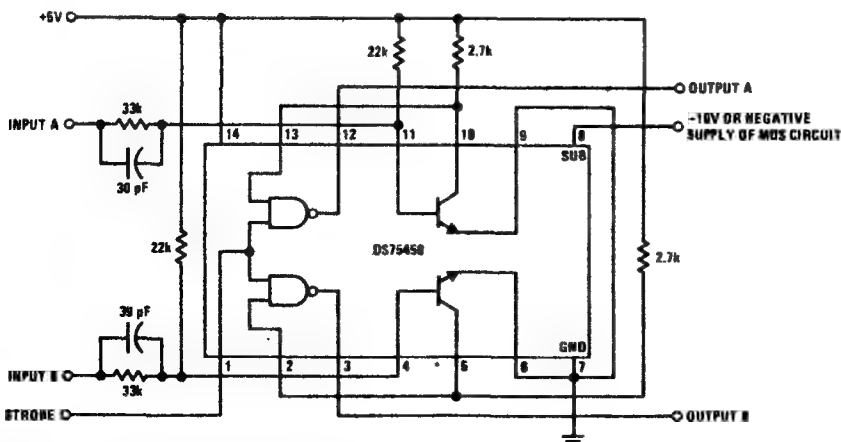 +5V
22k
2.7k
OUTPUT A
33k
INPUT A
-10V OR NEGATIVE
SUPPLY OF MOS CIRCUIT
14
13
12
11
10
9
8
SUB
30 pF
22k
DS75450
2.7k
39 pF
GND
1
2
3
4
5
6
7
INPUT B
33k
STROBE
OUTPUT B